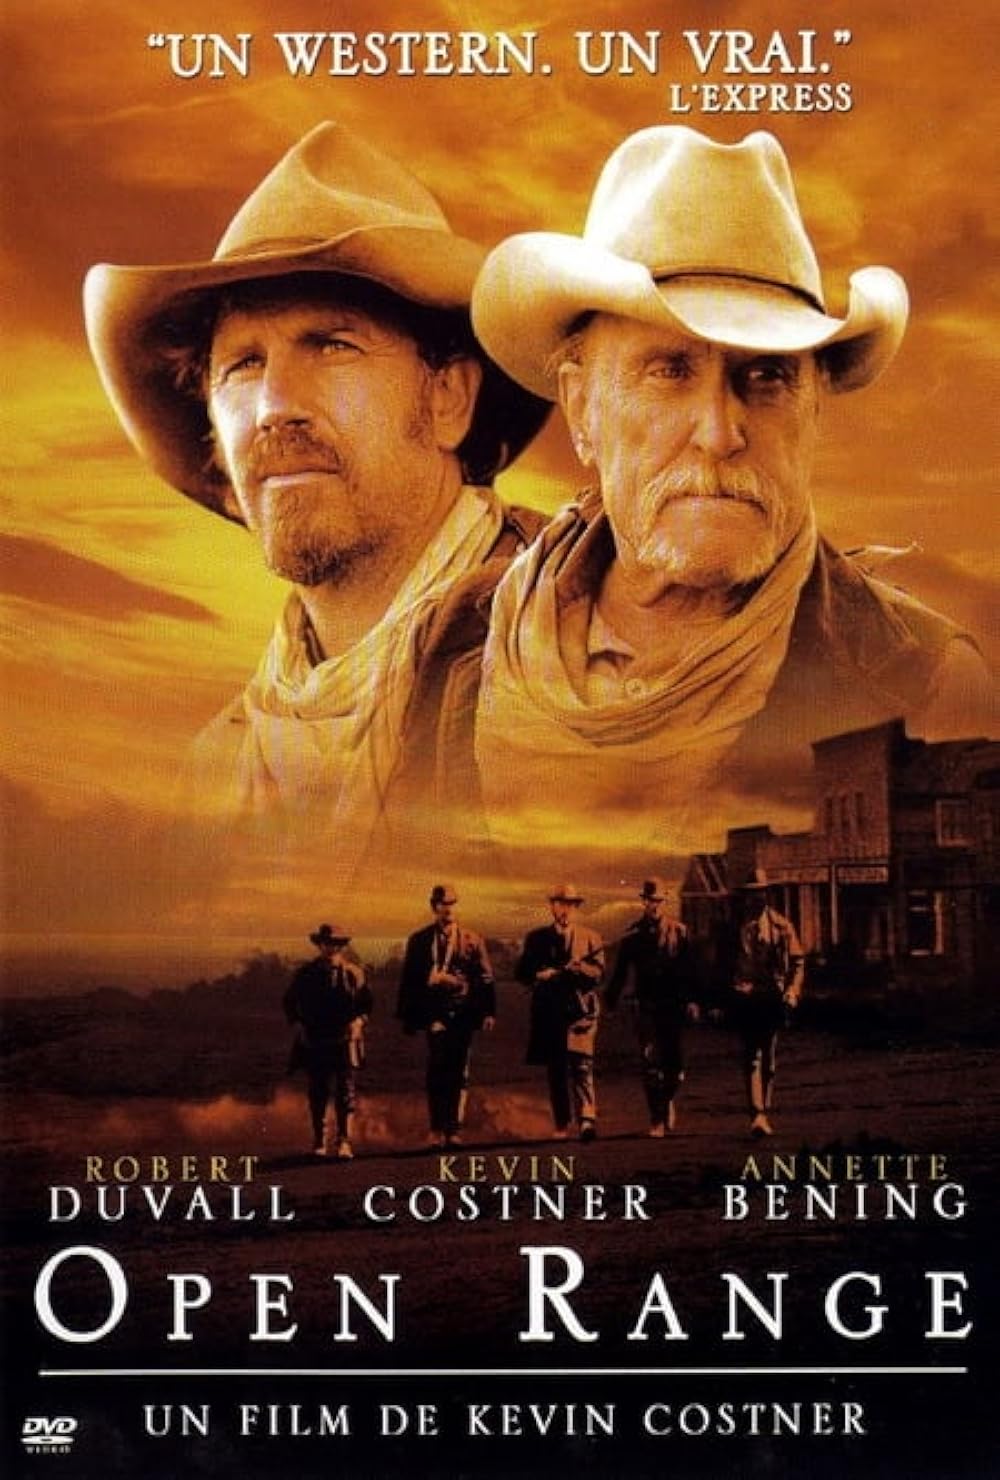 “UN WESTERN. UN VRAI.”
L'EXPRESS
ROBERT DUVALL
KEVIN COSTNER
ANNETTE BENING
OPEN RANGE
UN FILM DE KEVIN COSTNER
DVD
VIDEO